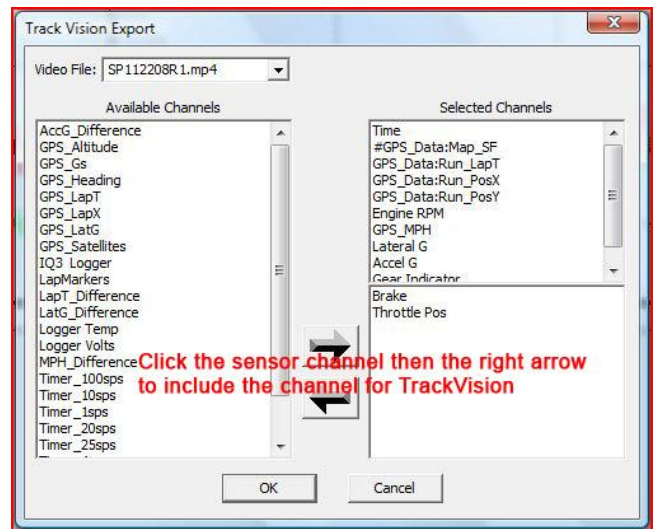 Track Vision Export
Video File: SP112208R1.mp4
Available Channels
AccG_Difference
GPS_Altitude
GPS_Gs
GPS_Heading
GPS_LapT
GPS_LapX
GPS_LatG
GPS_Satellites
IQ3 Logger
LapMarkers
LapT_Difference
LatG_Difference
Logger Temp
Logger Volts
MPH_Difference
Timer_100sps
Timer_10sps
Timer_1sps
Timer_20sps
Timer_25sps
Selected Channels
Time
#GPS_Data:Map_SF
GPS_Data:Run_LapT
GPS_Data:Run_PosX
GPS_Data:Run_PosY
Engine RPM
GPS_MPH
Lateral G
Accel G
Gear Indicator
Brake
Throttle Pos
Click the sensor channel then the right arrow
to include the channel for TrackVision
OK
Cancel